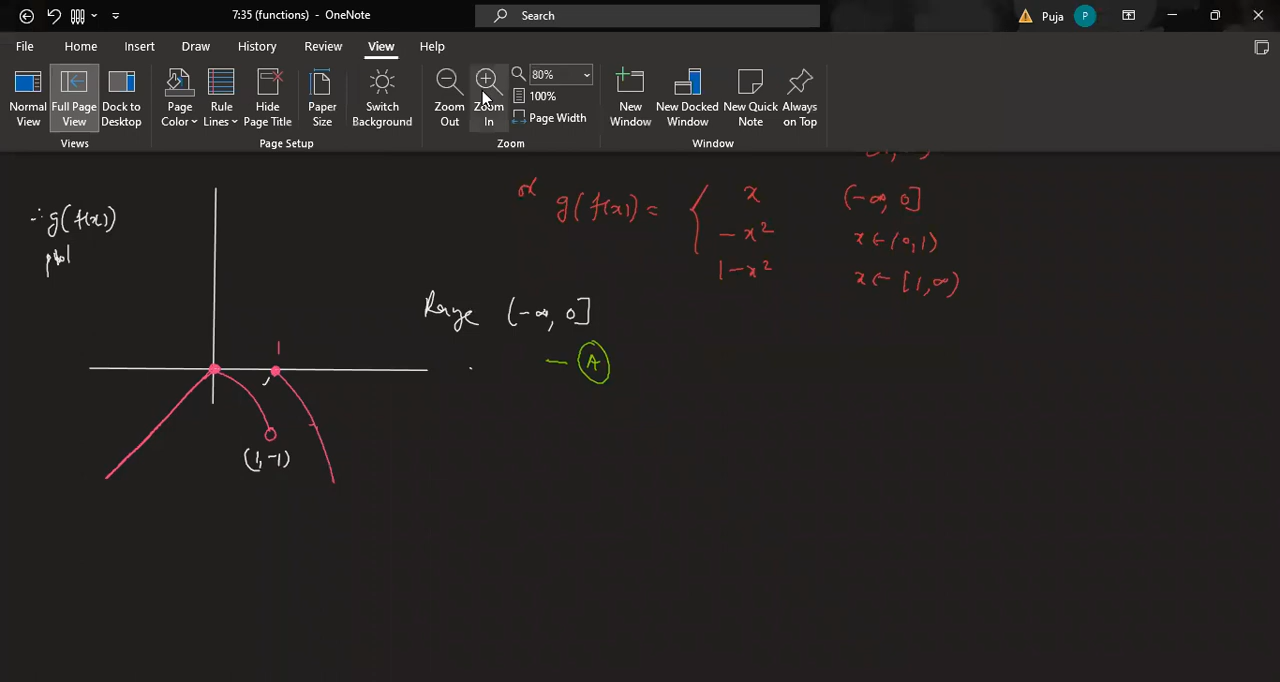 7:35 (functions) - OneNote
Search
Puja
P
File Home Insert Draw History Review View Help
Normal View
Full Page View
Dock to Desktop
Views
Page Color
Rule Lines
Hide Page Title
Paper Size
Page Setup
Switch Background
Zoom Out
Zoom In
80%
100%
Page Width
Zoom
New Window
New Docked Window
New Quick Note
Always on Top
Window
or g(f(x)) = { x (-∞, 0]
-x² x ∈ (0, 1)
1-x² x ∈ [1, ∞)
∴ g(f(x))
plot
Range (-∞, 0]
— A
1
(1, -1)